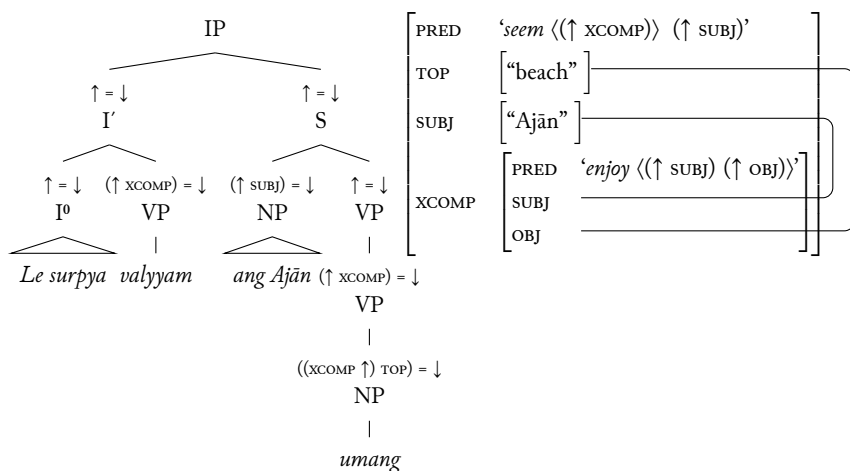 IP
↑ = ↓ ↑ = ↓
I′ S
↑ = ↓ (↑ XCOMP) = ↓ (↑ SUBJ) = ↓ ↑ = ↓
I⁰ VP NP VP
Le surpya valyyam ang Ajān (↑ XCOMP) = ↓
VP
((XCOMP ↑) TOP) = ↓
NP
umang
PRED ‘seem ⟨(↑ XCOMP)⟩ (↑ SUBJ)’
TOP [“beach”]
SUBJ [“Ajān”]
XCOMP
PRED ‘enjoy ⟨(↑ SUBJ) (↑ OBJ)⟩’
SUBJ
OBJ